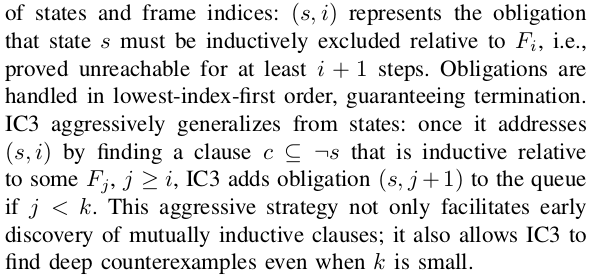 of states and frame indices: (s, i) represents the obligation
that state s must be inductively excluded relative to F_i, i.e.,
proved unreachable for at least i + 1 steps. Obligations are
handled in lowest-index-first order, guaranteeing termination.
IC3 aggressively generalizes from states: once it addresses
(s, i) by finding a clause c ⊆ ¬s that is inductive relative
to some F_j, j ≥ i, IC3 adds obligation (s, j+1) to the queue
if j < k. This aggressive strategy not only facilitates early
discovery of mutually inductive clauses; it also allows IC3 to
find deep counterexamples even when k is small.